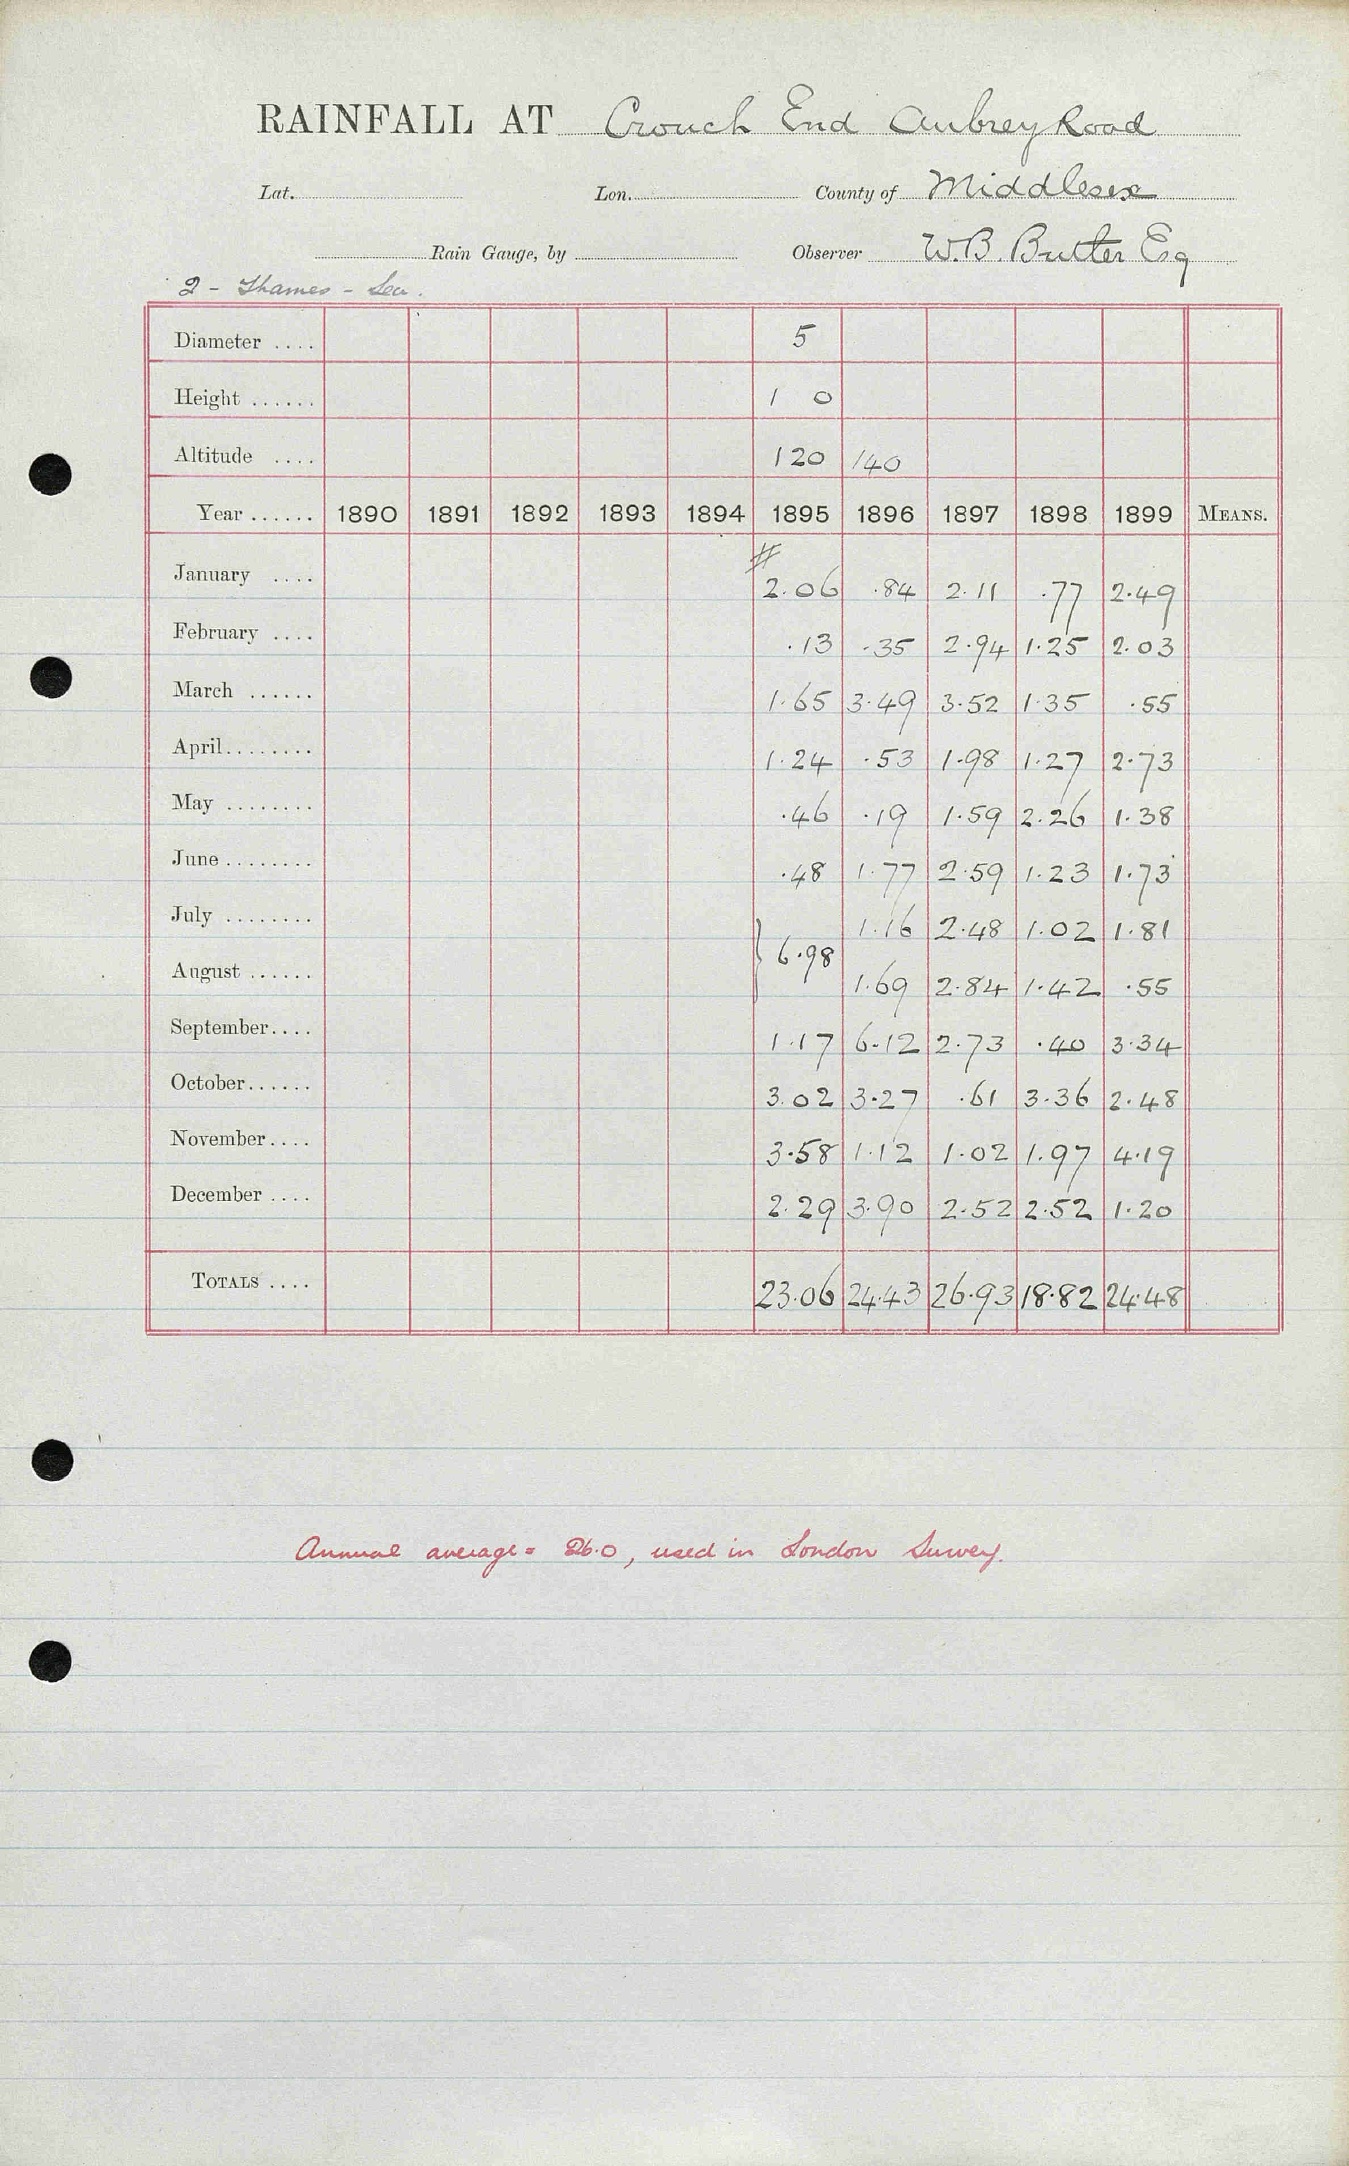 RAINFALL AT Crouch End Aubrey Road
Lat. Lon. County of Middlesex
Rain Gauge, by Observer W.B. Butler Esq
2 - Thames - Lea.
Diameter .... 5
Height ...... 1 0
Altitude .... 120 140
Year ...... 1890 1891 1892 1893 1894 1895 1896 1897 1898 1899 MEANS.
#
January .... 2.06 .84 2.11 .77 2.49
February .... .13 .35 2.94 1.25 2.03
March ...... 1.65 3.49 3.52 1.35 .55
April........ 1.24 .53 1.98 1.27 2.73
May ........ .46 .19 1.59 2.26 1.38
June ........ .48 1.77 2.59 1.23 1.73
July ........ 1.16 2.48 1.02 1.81
} 6.98
August ...... 1.69 2.84 1.42 .55
September.... 1.17 6.12 2.73 .40 3.34
October...... 3.02 3.27 .61 3.36 2.48
November.... 3.58 1.12 1.02 1.97 4.19
December .... 2.29 3.90 2.52 2.52 1.20
TOTALS .... 23.06 24.43 26.93 18.82 24.48
Annual average = 26.0, used in London Survey.